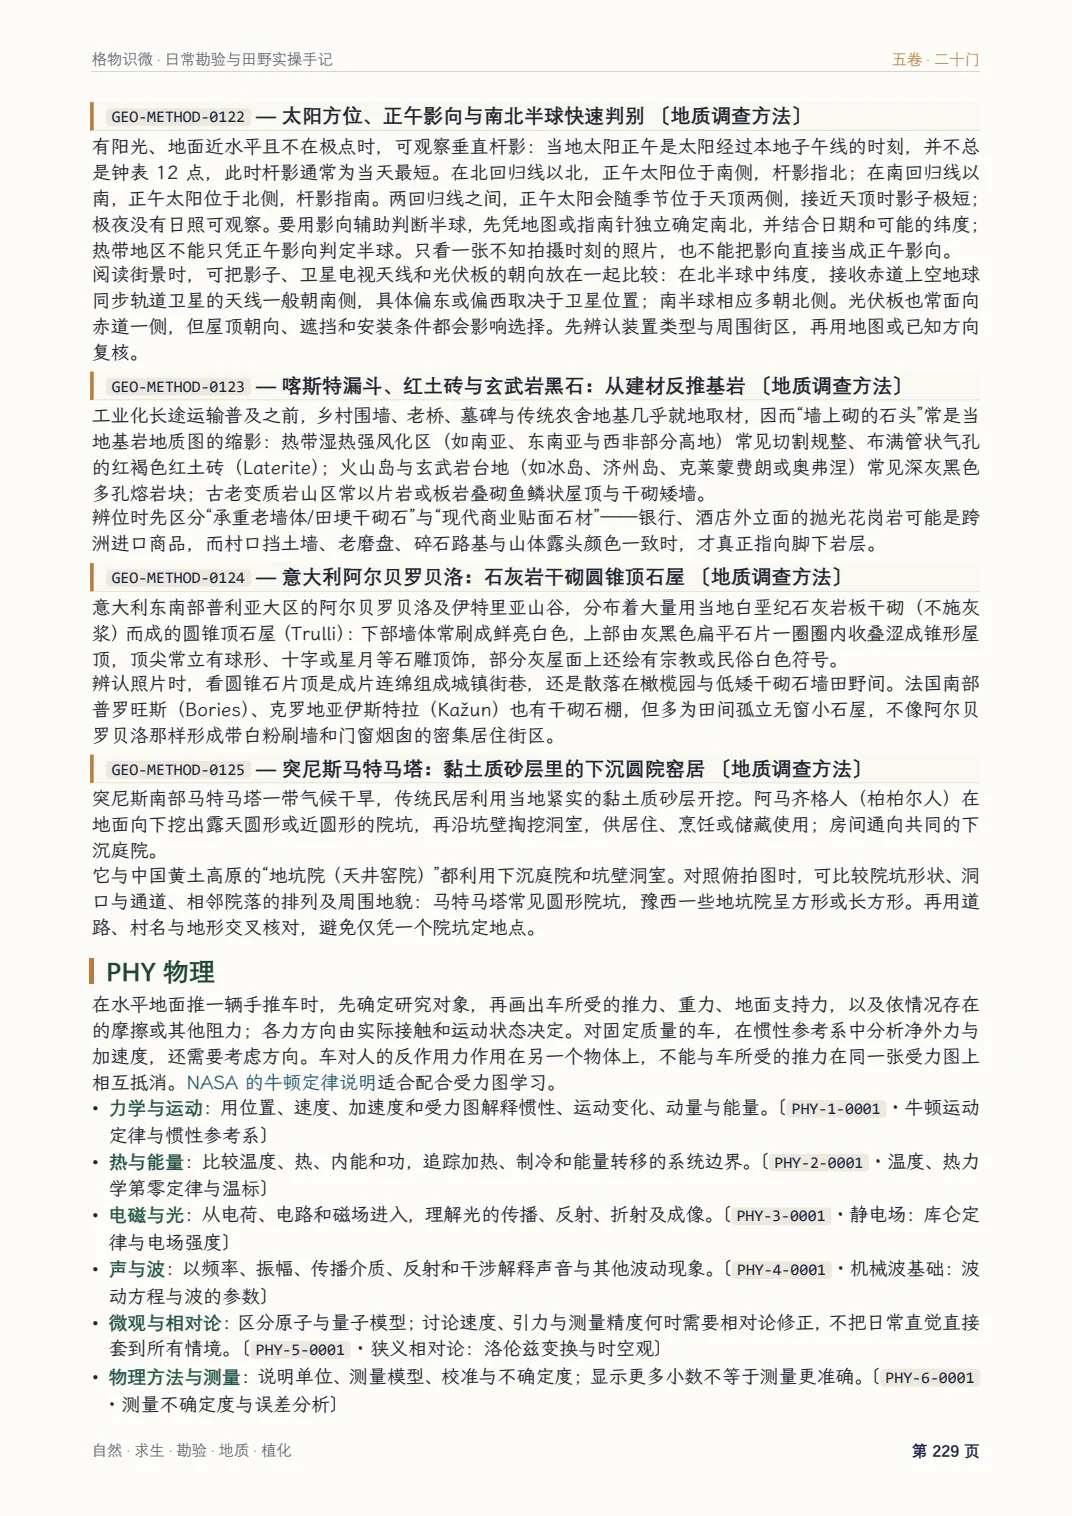 格物识微 · 日常勘验与田野实操手记
五卷 · 二十门
GEO-METHOD-0122 — 太阳方位、正午影向与南北半球快速判别 〔地质调查方法〕
有阳光、地面近水平且不在极点时，可观察垂直杆影：当地太阳正午是太阳经过本地子午线的时刻，并不总
是钟表 12 点，此时杆影通常为当天最短。在北回归线以北，正午太阳位于南侧，杆影指北；在南回归线以
南，正午太阳位于北侧，杆影指南。两回归线之间，正午太阳会随季节位于天顶两侧，接近天顶时影子极短；
极夜没有日照可观察。要用影向辅助判断半球，先凭地图或指南针独立确定南北，并结合日期和可能的纬度；
热带地区不能只凭正午影向判定半球。只看一张不知拍摄时刻的照片，也不能把影向直接当成正午影向。
阅读街景时，可把影子、卫星电视天线和光伏板的朝向放在一起比较：在北半球中纬度，接收赤道上空地球
同步轨道卫星的天线一般朝南侧，具体偏东或偏西取决于卫星位置；南半球相应多朝北侧。光伏板也常面向
赤道一侧，但屋顶朝向、遮挡和安装条件都会影响选择。先辨认装置类型与周围街区，再用地图或已知方向
复核。
GEO-METHOD-0123 — 喀斯特漏斗、红土砖与玄武岩黑石：从建材反推基岩 〔地质调查方法〕
工业化长途运输普及之前，乡村围墙、老桥、墓碑与传统农舍地基几乎就地取材，因而“墙上砌的石头”常是当
地基岩地质图的缩影：热带湿热强风化区（如南亚、东南亚与西非部分高地）常见切割规整、布满管状气孔
的红褐色红土砖（Laterite）；火山岛与玄武岩台地（如冰岛、济州岛、克莱蒙费朗或奥弗涅）常见深灰黑色
多孔熔岩块；古老变质岩山区常以片岩或板岩叠砌鱼鳞状屋顶与干砌矮墙。
辨位时先区分“承重老墙体/田埂干砌石”与“现代商业贴面石材”——银行、酒店外立面的抛光花岗岩可能是跨
洲进口商品，而村口挡土墙、老磨盘、碎石路基与山体露头颜色一致时，才真正指向脚下岩层。
GEO-METHOD-0124 — 意大利阿尔贝罗贝洛：石灰岩干砌圆锥顶石屋 〔地质调查方法〕
意大利东南部普利亚大区的阿尔贝罗贝洛及伊特里亚山谷，分布着大量用当地白垩纪石灰岩板干砌（不施灰
浆）而成的圆锥顶石屋（Trulli）：下部墙体常刷成鲜亮白色，上部由灰黑色扁平石片一圈圈内收叠涩成锥形屋
顶，顶尖常立有球形、十字或星月等石雕顶饰，部分灰屋面上还绘有宗教或民俗白色符号。
辨认照片时，看圆锥石片顶是成片连绵组成城镇街巷，还是散落在橄榄园与低矮干砌石墙田野间。法国南部
普罗旺斯（Bories）、克罗地亚伊斯特拉（Kažun）也有干砌石棚，但多为田间孤立无窗小石屋，不像阿尔贝
罗贝洛那样形成带白粉刷墙和门窗烟囱的密集居住街区。
GEO-METHOD-0125 — 突尼斯马特马塔：黏土质砂层里的下沉圆院窑居 〔地质调查方法〕
突尼斯南部马特马塔一带气候干旱，传统民居利用当地紧实的黏土质砂层开挖。阿马齐格人（柏柏尔人）在
地面向下挖出露天圆形或近圆形的院坑，再沿坑壁掏挖洞室，供居住、烹饪或储藏使用；房间通向共同的下
沉庭院。
它与中国黄土高原的“地坑院（天井窑院）”都利用下沉庭院和坑壁洞室。对照俯拍图时，可比较院坑形状、洞
口与通道、相邻院落的排列及周围地貌：马特马塔常见圆形院坑，豫西一些地坑院呈方形或长方形。再用道
路、村名与地形交叉核对，避免仅凭一个院坑定地点。
PHY 物理
在水平地面推一辆手推车时，先确定研究对象，再画出车所受的推力、重力、地面支持力，以及依情况存在
的摩擦或其他阻力；各力方向由实际接触和运动状态决定。对固定质量的车，在惯性参考系中分析净外力与
加速度，还需要考虑方向。车对人的反作用力作用在另一个物体上，不能与车所受的推力在同一张受力图上
相互抵消。NASA 的牛顿定律说明适合配合受力图学习。
• 力学与运动：用位置、速度、加速度和受力图解释惯性、运动变化、动量与能量。〔PHY-1-0001 · 牛顿运动
定律与惯性参考系〕
• 热与能量：比较温度、热、内能和功，追踪加热、制冷和能量转移的系统边界。〔PHY-2-0001 · 温度、热力
学第零定律与温标〕
• 电磁与光：从电荷、电路和磁场进入，理解光的传播、反射、折射及成像。〔PHY-3-0001 · 静电场：库仑定
律与电场强度〕
• 声与波：以频率、振幅、传播介质、反射和干涉解释声音与其他波动现象。〔PHY-4-0001 · 机械波基础：波
动方程与波的参数〕
• 微观与相对论：区分原子与量子模型；讨论速度、引力与测量精度何时需要相对论修正，不把日常直觉直接
套到所有情境。〔PHY-5-0001 · 狭义相对论：洛伦兹变换与时空观〕
• 物理方法与测量：说明单位、测量模型、校准与不确定度；显示更多小数不等于测量更准确。〔PHY-6-0001
· 测量不确定度与误差分析〕
自然 · 求生 · 勘验 · 地质 · 植化
第 229 页